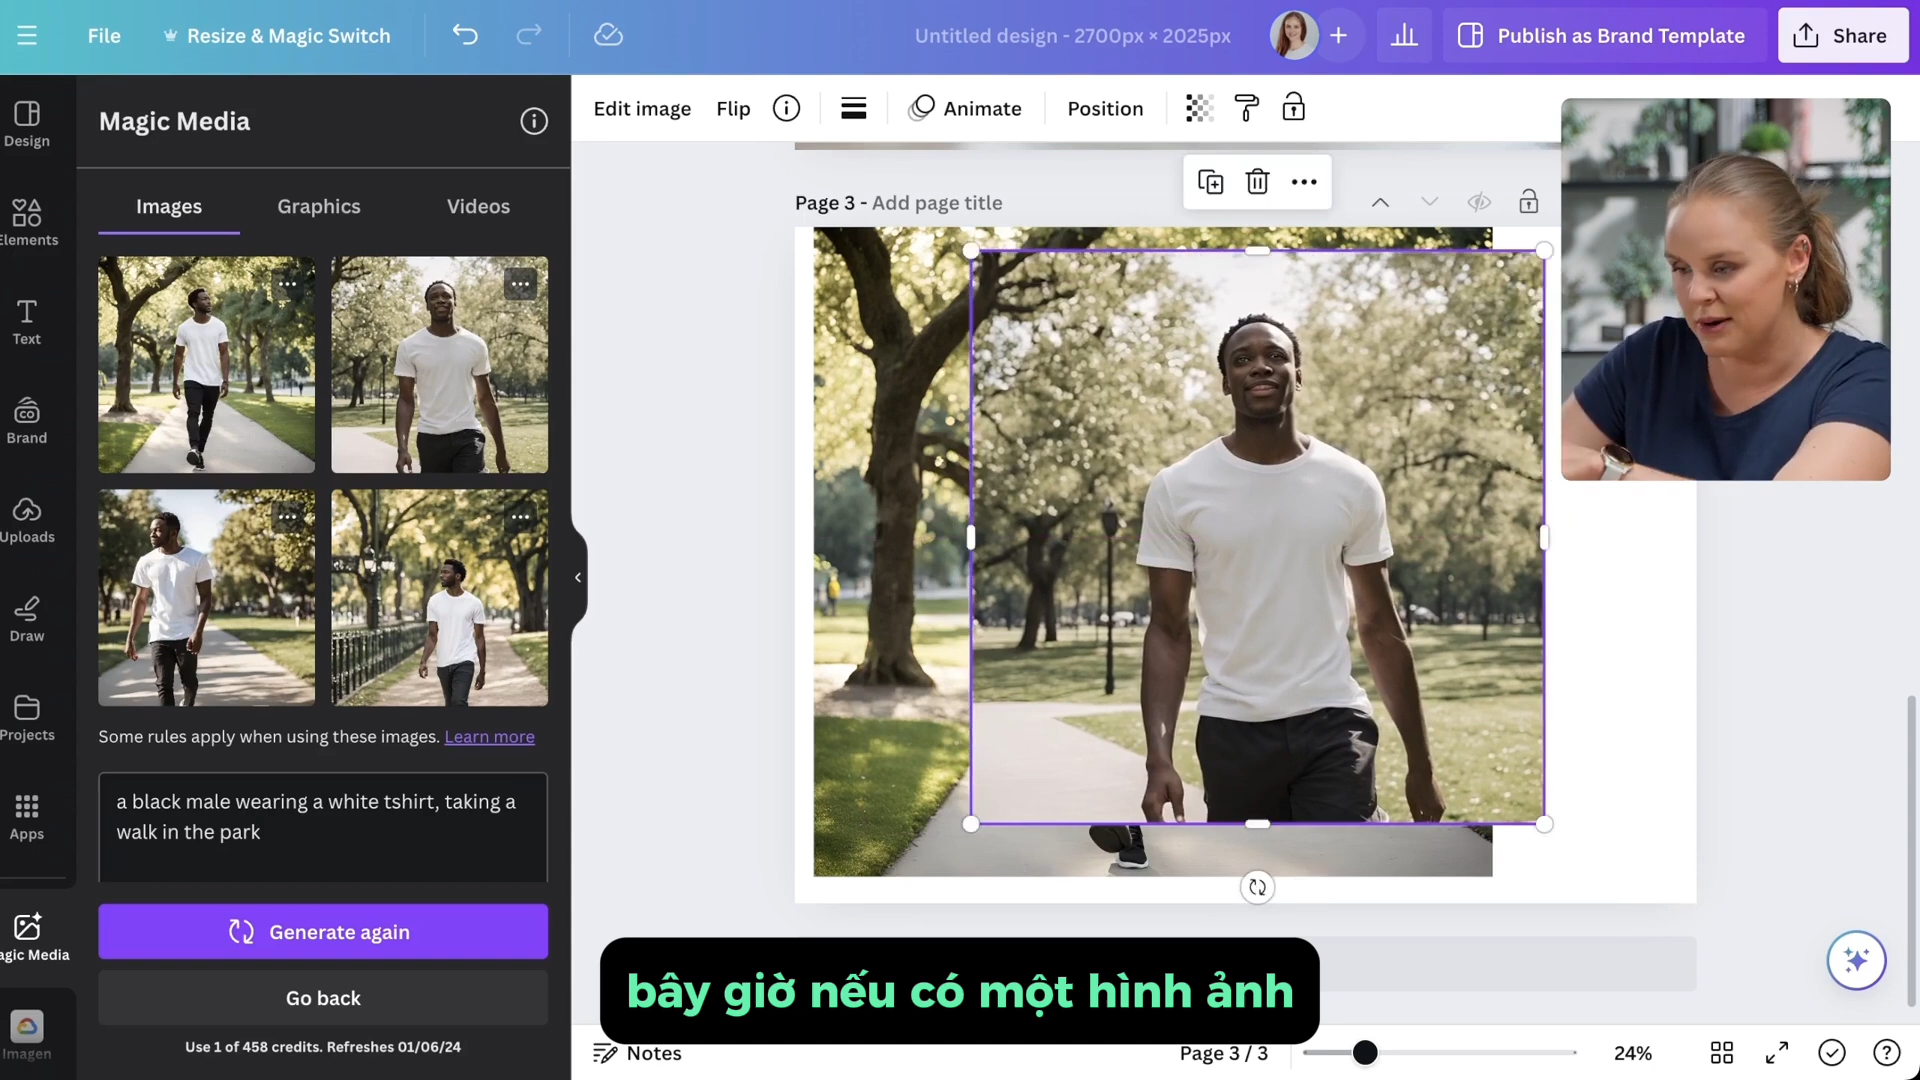 File
Resize & Magic Switch
Untitled design - 2700px × 2025px
Publish as Brand Template
Share
Design
Elements
Text
Brand
Uploads
Draw
Projects
Apps
agic Media
Imagen
Magic Media
Images Graphics Videos
Some rules apply when using these images. Learn more
a black male wearing a white tshirt, taking a
walk in the park
Generate again
Go back
Use 1 of 458 credits. Refreshes 01/06/24
Edit image Flip Animate Position
Page 3 - Add page title
bây giờ nếu có một hình ảnh
Notes
Page 3 / 3
24%